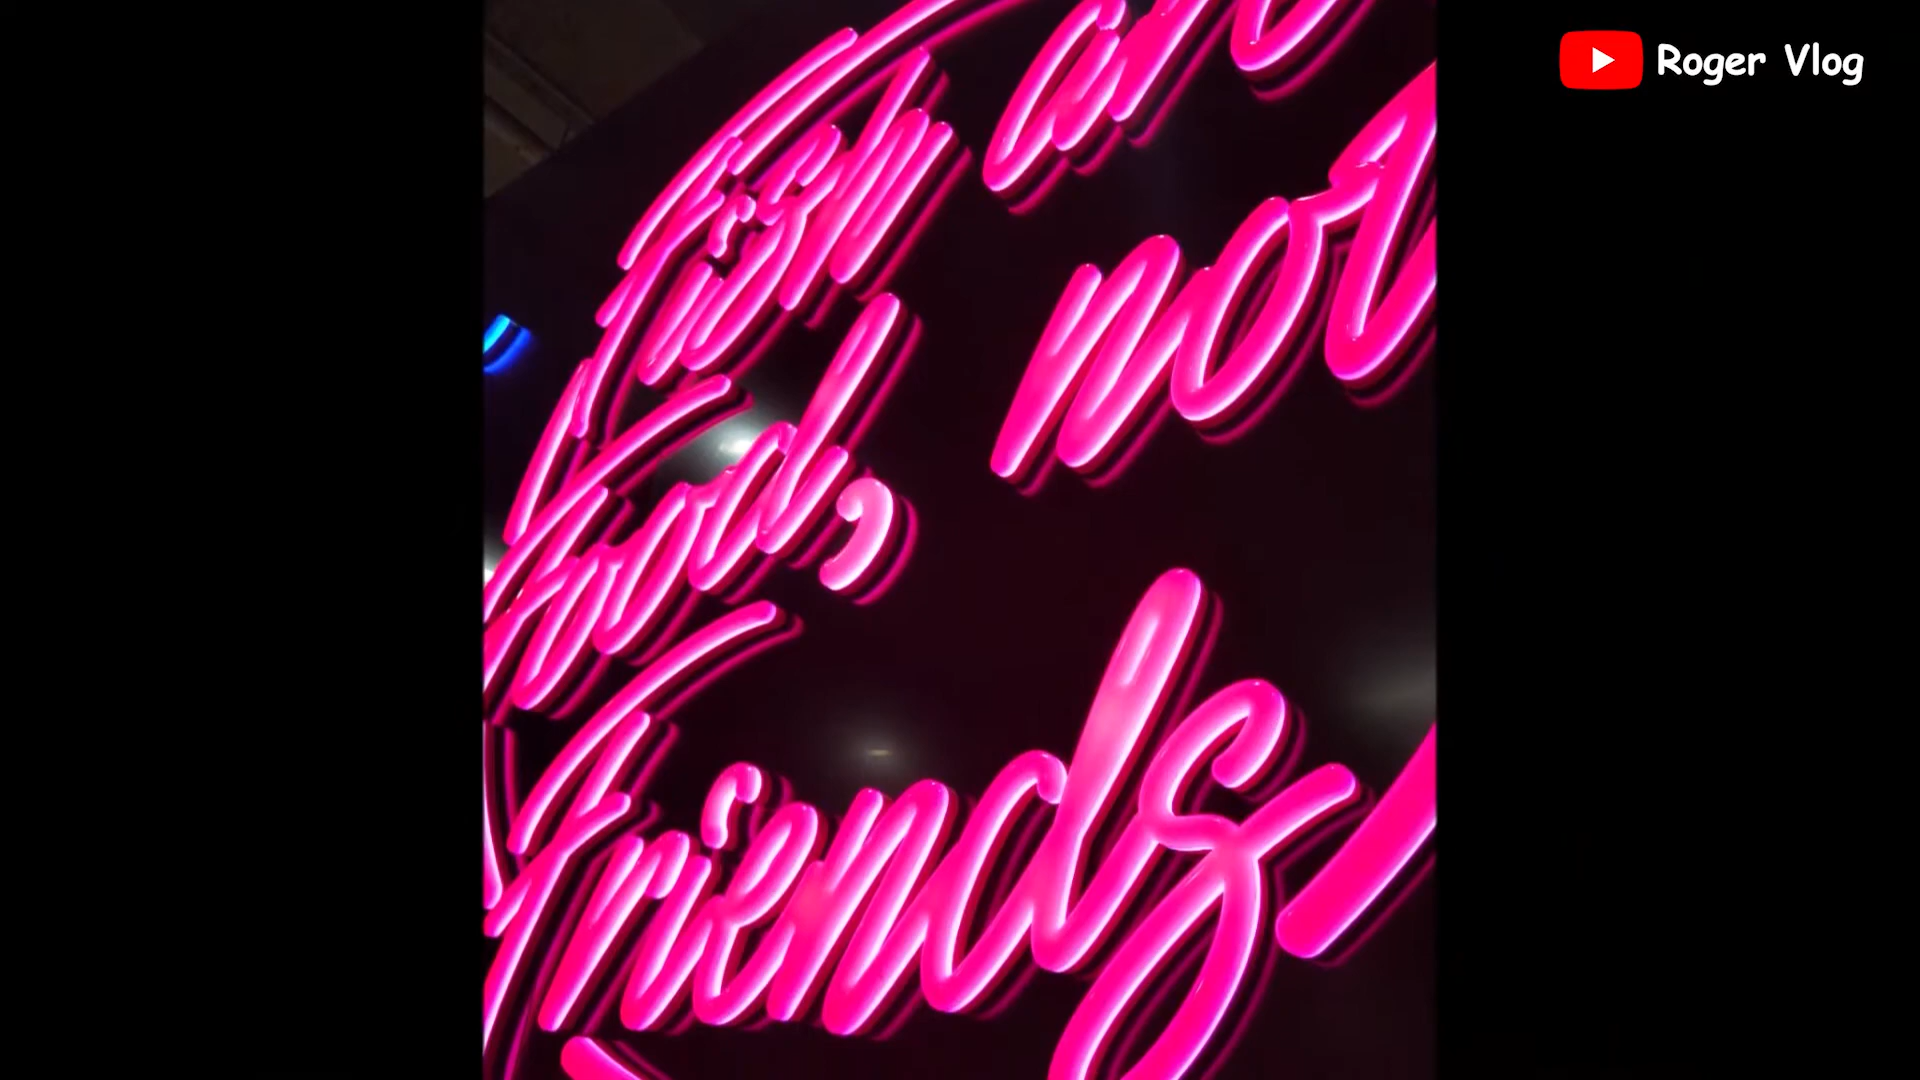 Roger Vlog
fish are
food, not
friends